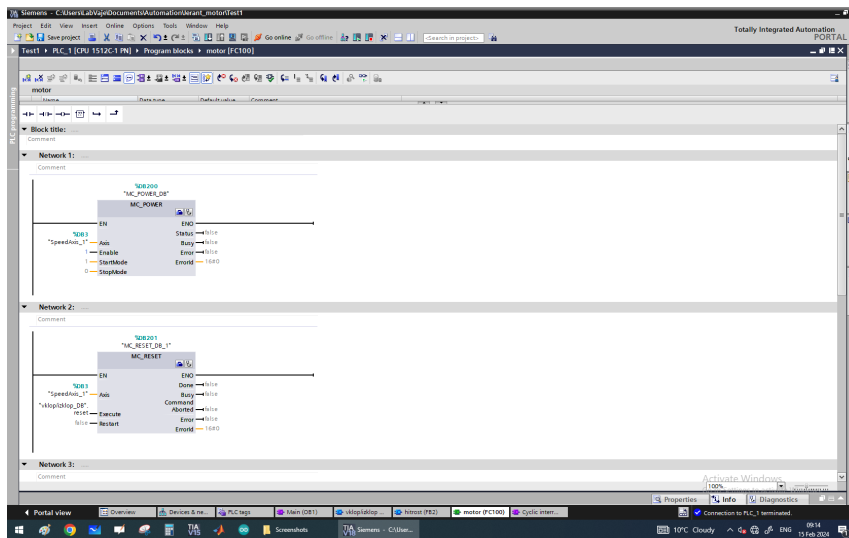 Siemens - C:\Users\LabVaje\Documents\Automation\lerant_motor\Test1
Project Edit View Insert Online Options Tools Window Help
Save project Go online Go offline <Search in project>
Totally Integrated Automation
PORTAL
Test1 PLC_1 [CPU 1512C-1 PN] Program blocks motor [FC100]
PLC programming
motor
Name Data type Default value Comment
Block title: ....
Comment
Network 1: ....
Comment
%DB200
"MC_POWER_DB"
MC_POWER
EN ENO
%DB3 Status false
"SpeedAxis_1" Axis Busy false
1 Enable Error false
1 StartMode ErrorId 16#0
0 StopMode
Network 2: ....
Comment
%DB201
"MC_RESET_DB_1"
MC_RESET
EN ENO
%DB3 Done false
"SpeedAxis_1" Axis Busy false
"vklop/izklop_DB". Command
reset Execute Aborted false
false Restart Error false
ErrorId 16#0
Network 3: ....
Comment
Activate Windows
100%
Properties Info Diagnostics
Portal view Overview Devices & ne... PLC tags Main (OB1) vklop/izklop ... hitrost (FB2) motor (FC100) Cyclic interr... Connection to PLC_1 terminated.
TIA V15 Screenshots Siemens - C:\User... 10°C Cloudy ENG 09:14
15 Feb 2024